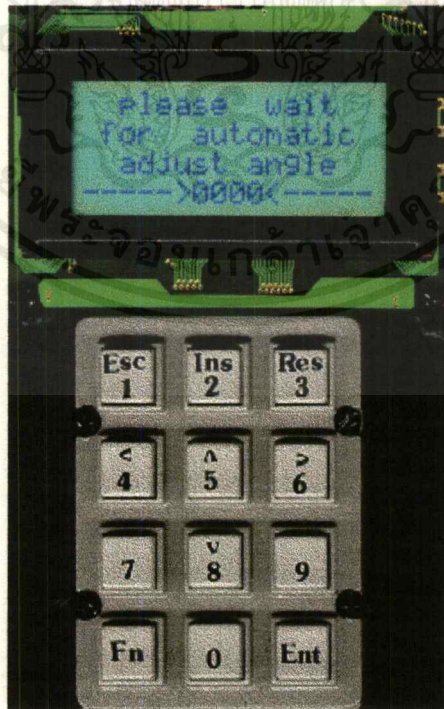 Please wait
for automatic
adjust angle
----->0000<-----
Esc Ins Res
1 2 3
< ʌ >
4 5 6
v
7 8 9
Fn 0 Ent